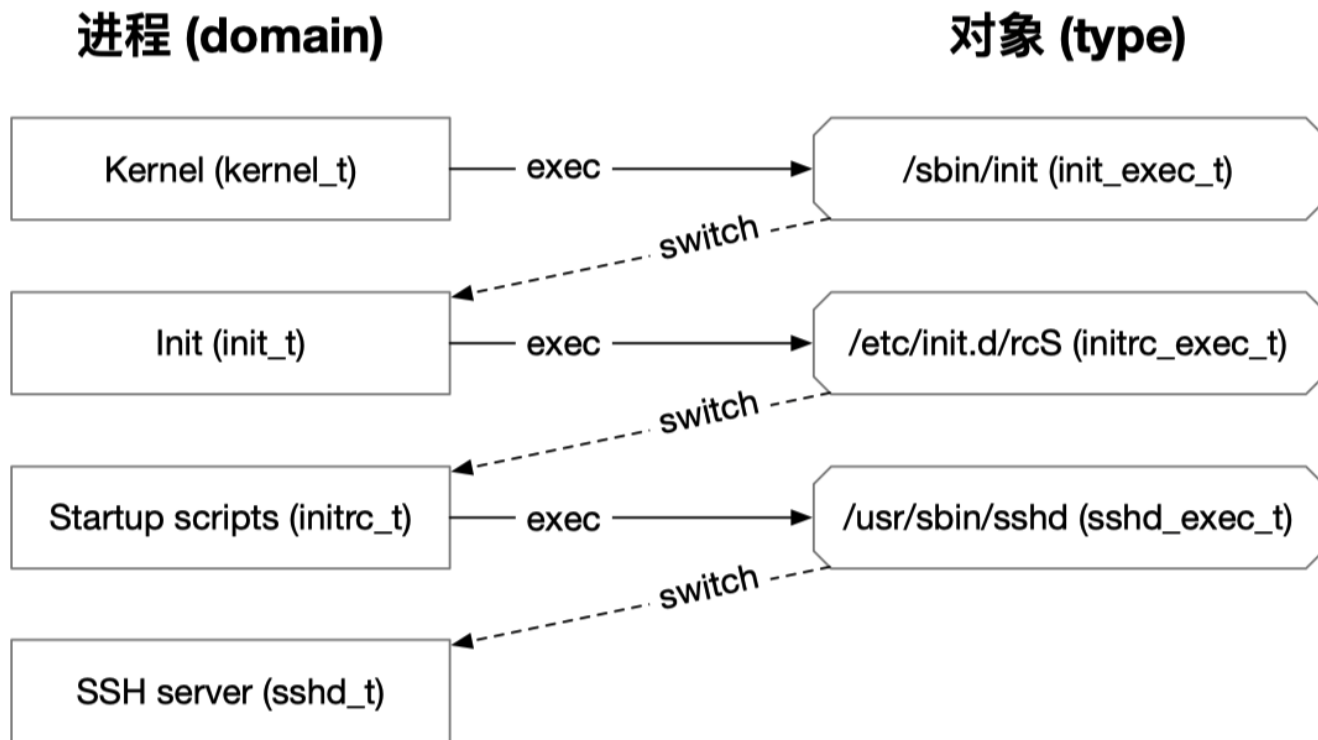 进程 (domain)
对象 (type)
Kernel (kernel_t)
exec
/sbin/init (init_exec_t)
switch
Init (init_t)
exec
/etc/init.d/rcS (initrc_exec_t)
switch
Startup scripts (initrc_t)
exec
/usr/sbin/sshd (sshd_exec_t)
switch
SSH server (sshd_t)